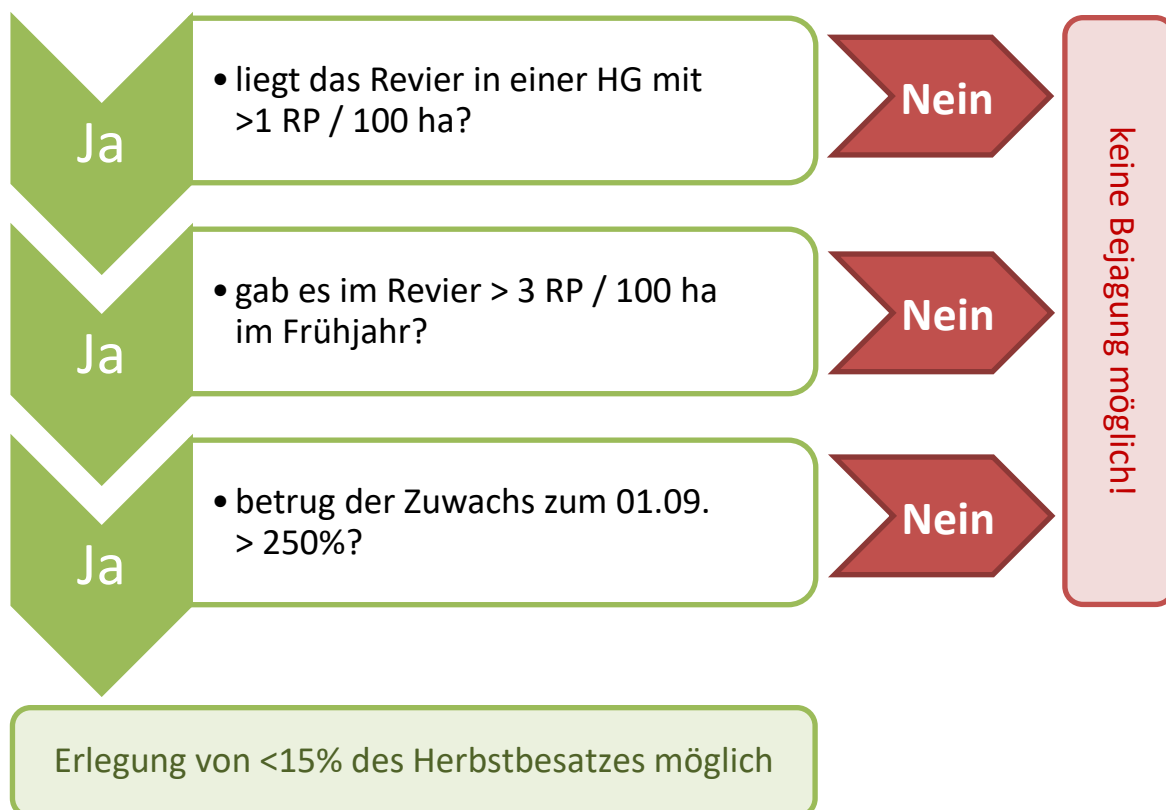 Ja
• liegt das Revier in einer HG mit
>1 RP / 100 ha?
Nein
Ja
• gab es im Revier > 3 RP / 100 ha
im Frühjahr?
Nein
Ja
• betrug der Zuwachs zum 01.09.
> 250%?
Nein
keine Bejagung möglich!
Erlegung von <15% des Herbstbesatzes möglich